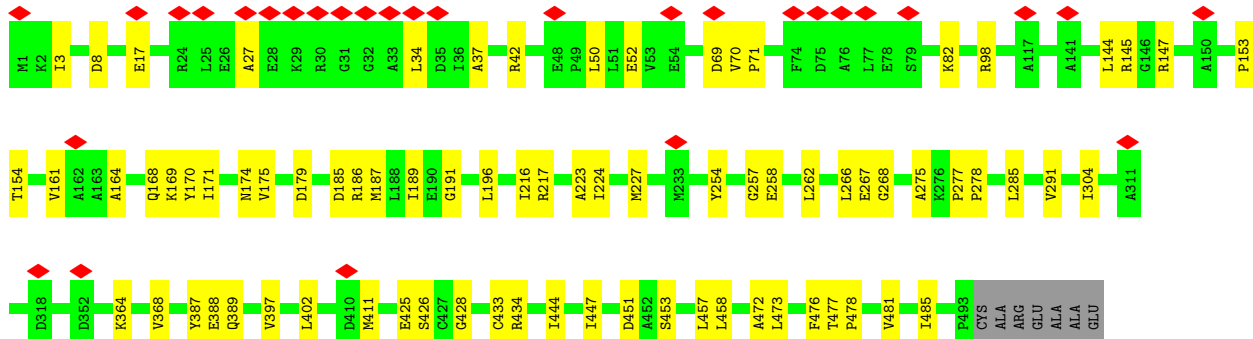 M1 K2 I3 D8 E17 R24 L25 E26 A27 E28 K29 R30 G31 G32 A33 L34 D35 I36 A37 R42 E48 P49 L50 L51 E52 V53 E54 D69 V70 P71 F74 D75 A76 L77 E78 S79 K82 R98 A117 A141 L144 R145 G146 R147 A150 P153
T154 V161 A162 A163 A164 Q168 K169 Y170 I171 N174 V175 D179 D185 R186 M187 L188 I189 E190 G191 L196 I216 R217 A223 I224 M227 M233 Y254 G257 E258 L262 L266 E267 G268 A275 K276 P277 P278 L285 V291 I304 A311
D318 D352 K364 V368 Y387 E388 Q389 V397 L402 D410 M411 E425 S426 C427 G428 C433 R434 I444 I447 D451 A452 S453 L457 L458 A472 L473 F476 T477 P478 V481 I485 P493 CYS ALA ARG GLU ALA ALA GLU